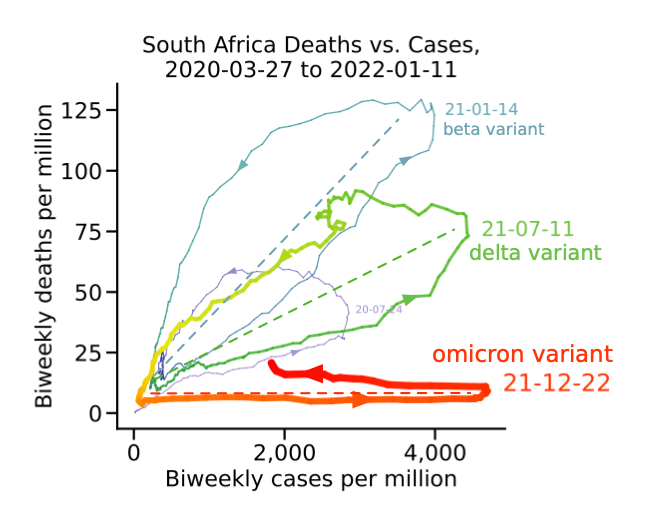 South Africa Deaths vs. Cases,
2020-03-27 to 2022-01-11
Biweekly deaths per million
125
100
75
50
25
0
21-01-14
beta variant
21-07-11
delta variant
20-07-24
omicron variant
21-12-22
0
2,000
4,000
Biweekly cases per million